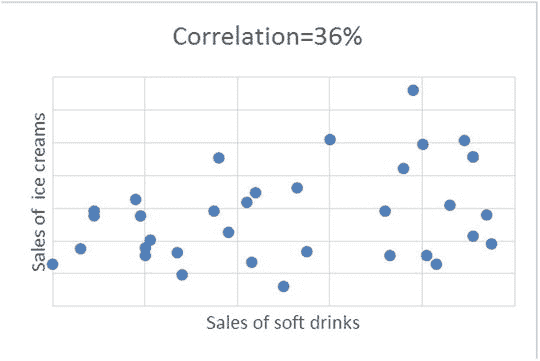 Correlation=36%
Sales of ice creams
Sales of soft drinks